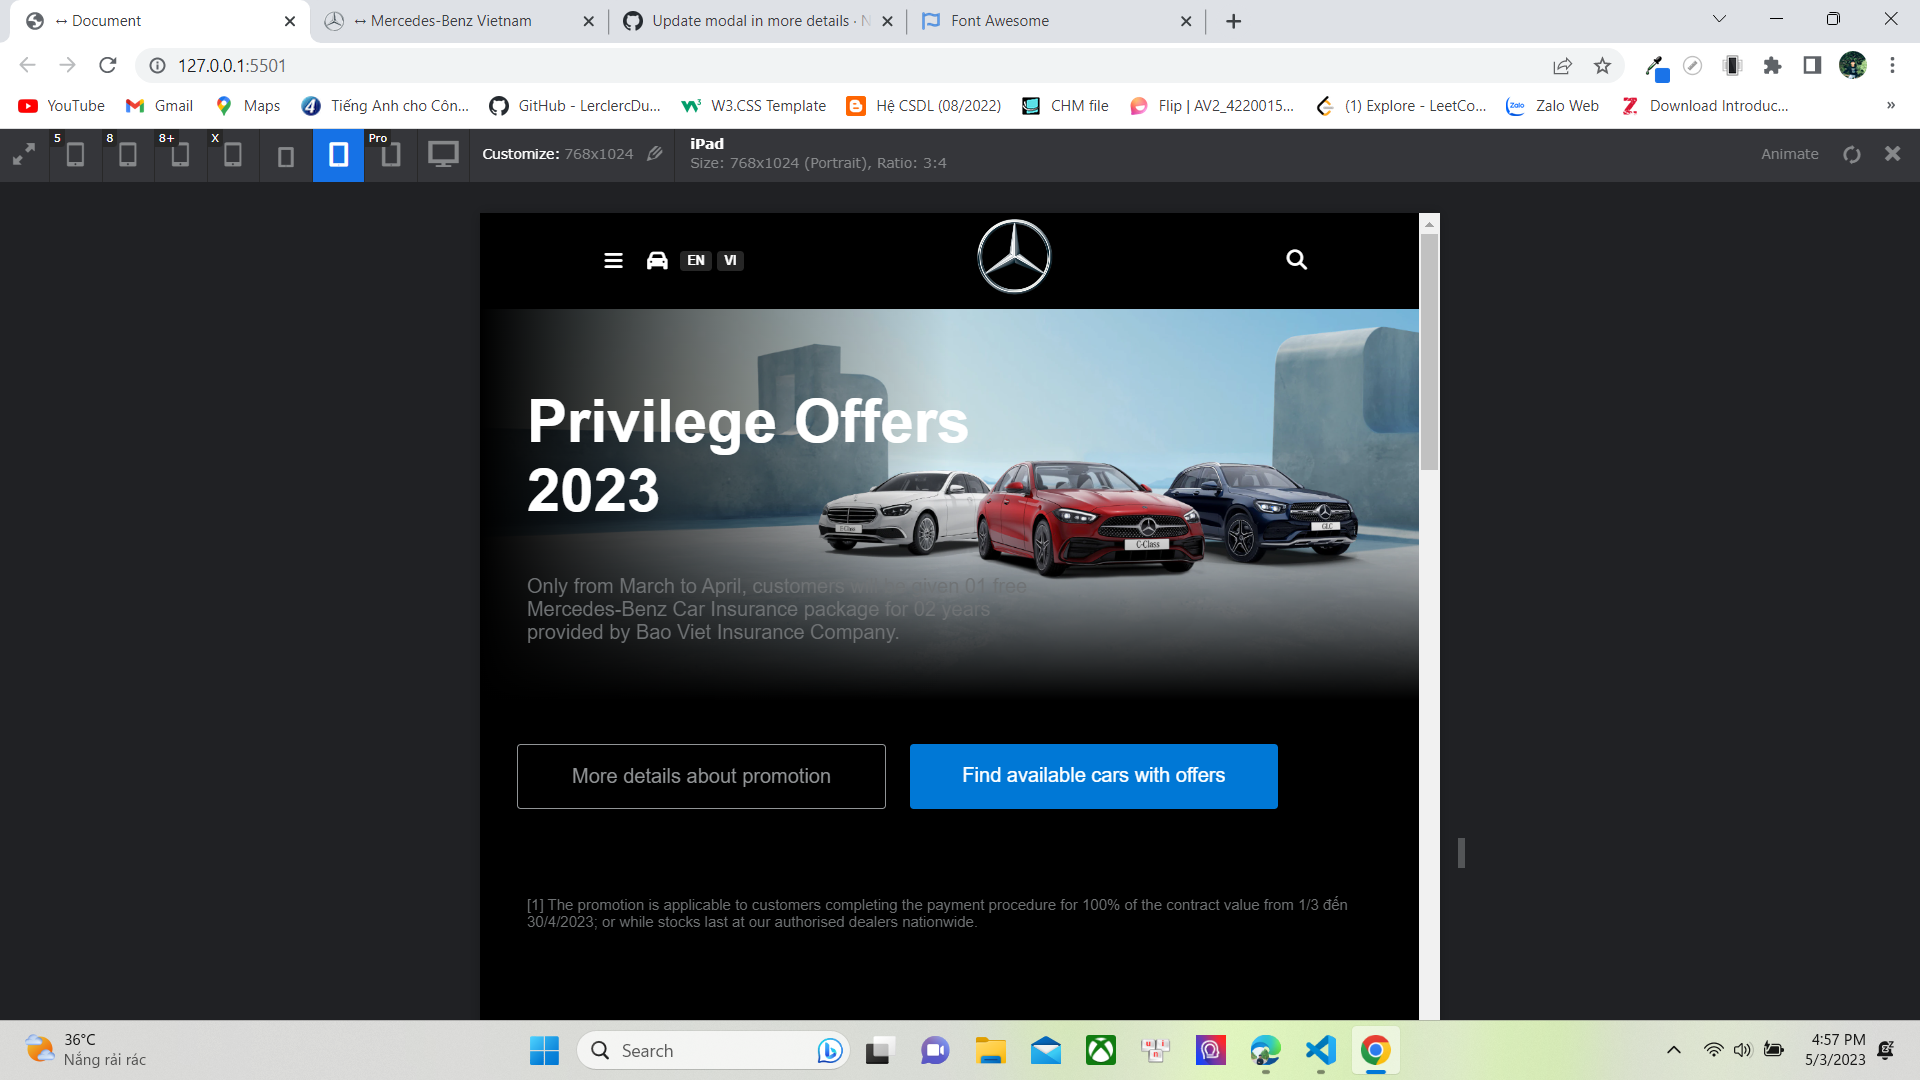 ↔ Document
↔ Mercedes-Benz Vietnam
Update modal in more details · N
Font Awesome
127.0.0.1:5501
YouTube
Gmail
Maps
Tiếng Anh cho Côn...
GitHub - LerclercDu...
W3.CSS Template
Hệ CSDL (08/2022)
CHM file
Flip | AV2_4220015...
(1) Explore - LeetCo...
Zalo Web
Download Introduc...
»
5
8
8+
X
Pro
Customize: 768x1024
iPad
Size: 768x1024 (Portrait), Ratio: 3:4
Animate
EN
VI
Privilege Offers
2023
E-Class
C-Class
GLC
Only from March to April, customers will be given 01 free
Mercedes-Benz Car Insurance package for 02 years
provided by Bao Viet Insurance Company.
More details about promotion
Find available cars with offers
[1] The promotion is applicable to customers completing the payment procedure for 100% of the contract value from 1/3 đến
30/4/2023; or while stocks last at our authorised dealers nationwide.
36°C
Nắng rải rác
Search
4:57 PM
5/3/2023